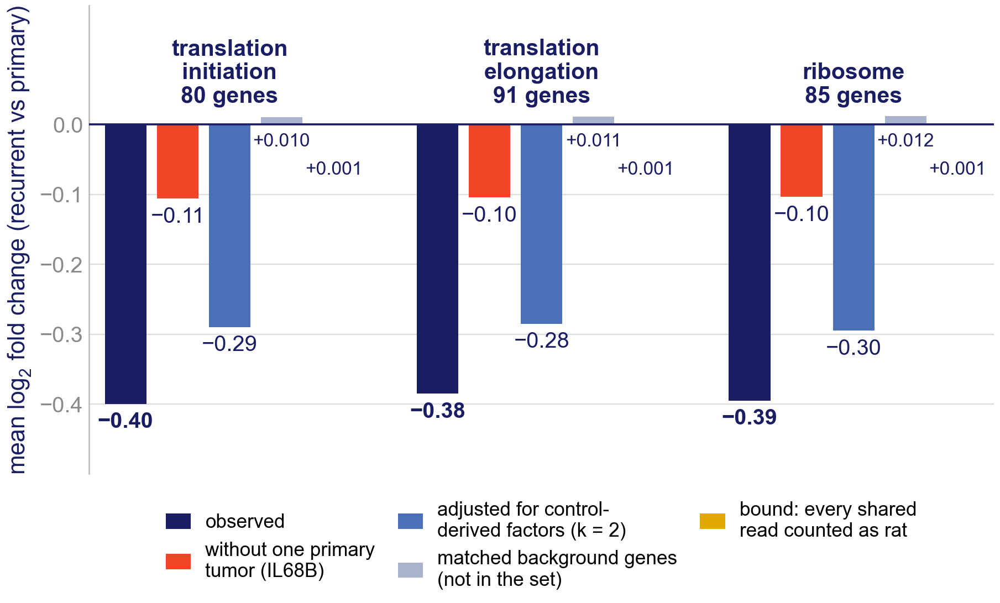 mean log₂ fold change (recurrent vs primary)
translation
initiation
80 genes
translation
elongation
91 genes
ribosome
85 genes
0.0
−0.1
−0.2
−0.3
−0.4
+0.010
+0.001
−0.11
−0.29
−0.40
+0.011
+0.001
−0.10
−0.28
−0.38
+0.012
+0.001
−0.10
−0.30
−0.39
observed
without one primary
tumor (IL68B)
adjusted for control-
derived factors (k = 2)
matched background genes
(not in the set)
bound: every shared
read counted as rat